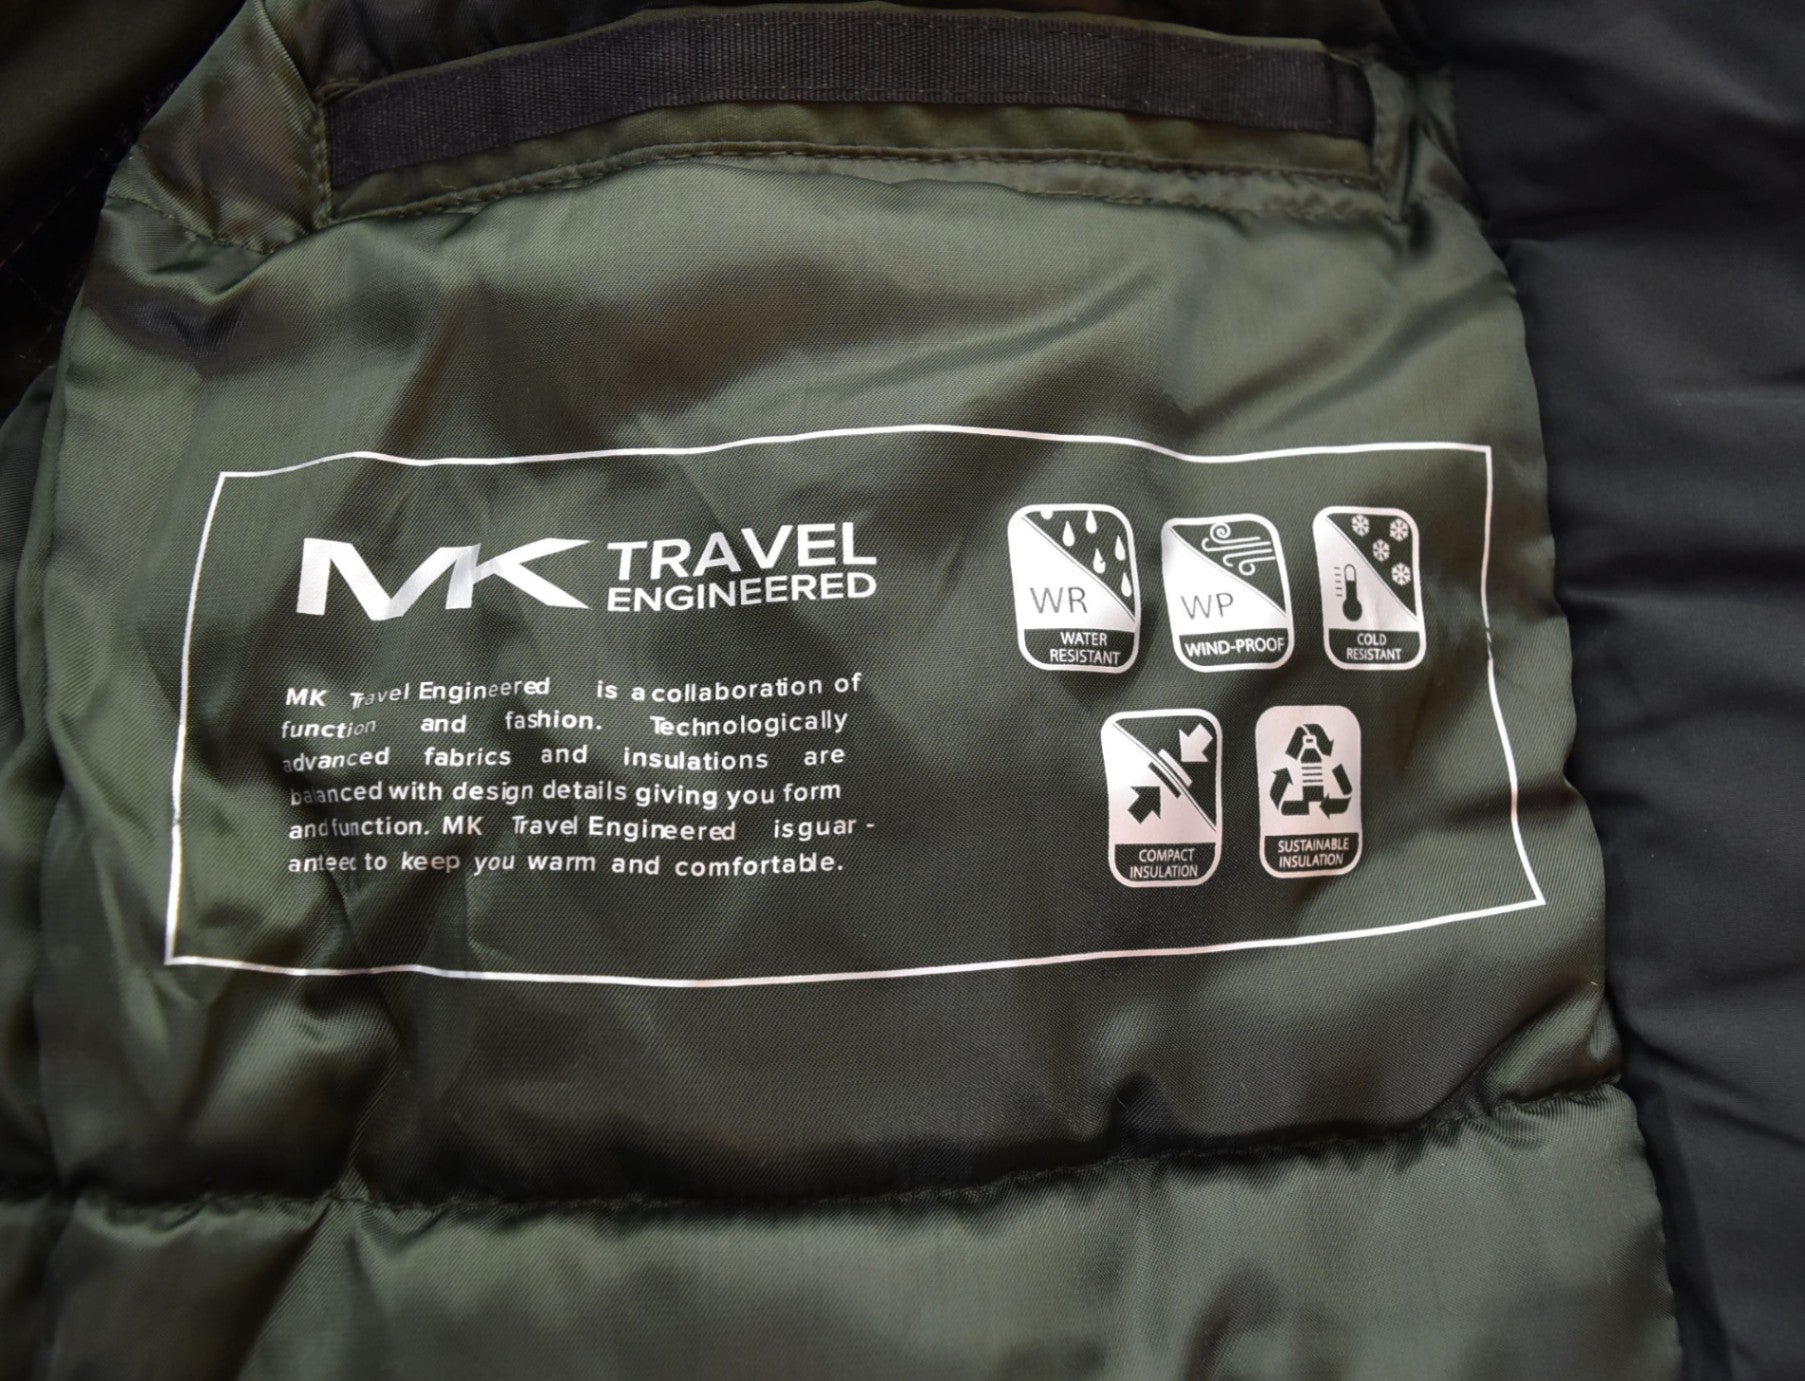 MK TRAVEL
ENGINEERED
MK Travel Engineered is a collaboration of
function and fashion. Technologically
advanced fabrics and insulations are
balanced with design details giving you form
and function. MK Travel Engineered is guar -
anteed to keep you warm and comfortable.
WR
WATER
RESISTANT
WP
WIND-PROOF
COLD
RESISTANT
COMPACT
INSULATION
SUSTAINABLE
INSULATION